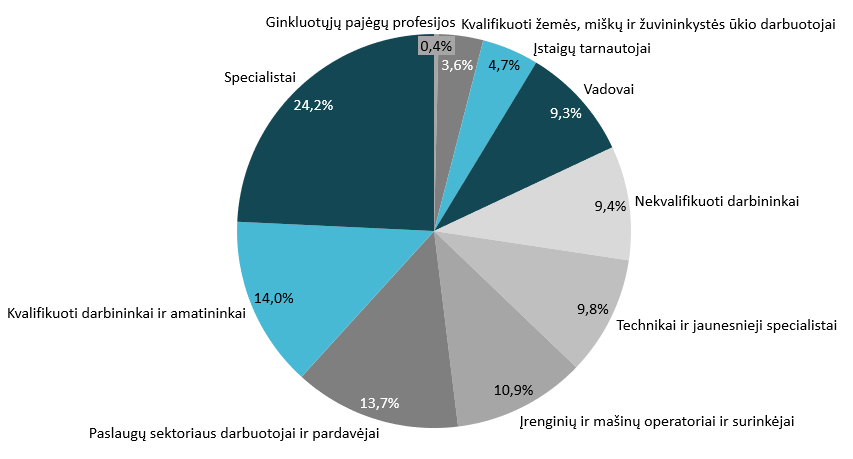 Ginkluotųjų pajėgų profesijos
0,4%
Kvalifikuoti žemės, miškų ir žuvininkystės ūkio darbuotojai
3,6%
Įstaigų tarnautojai
4,7%
Vadovai
9,3%
Nekvalifikuoti darbininkai
9,4%
Technikai ir jaunesnieji specialistai
9,8%
Įrenginių ir mašinų operatoriai ir surinkėjai
10,9%
Paslaugų sektoriaus darbuotojai ir pardavėjai
13,7%
Kvalifikuoti darbininkai ir amatininkai
14,0%
Specialistai
24,2%